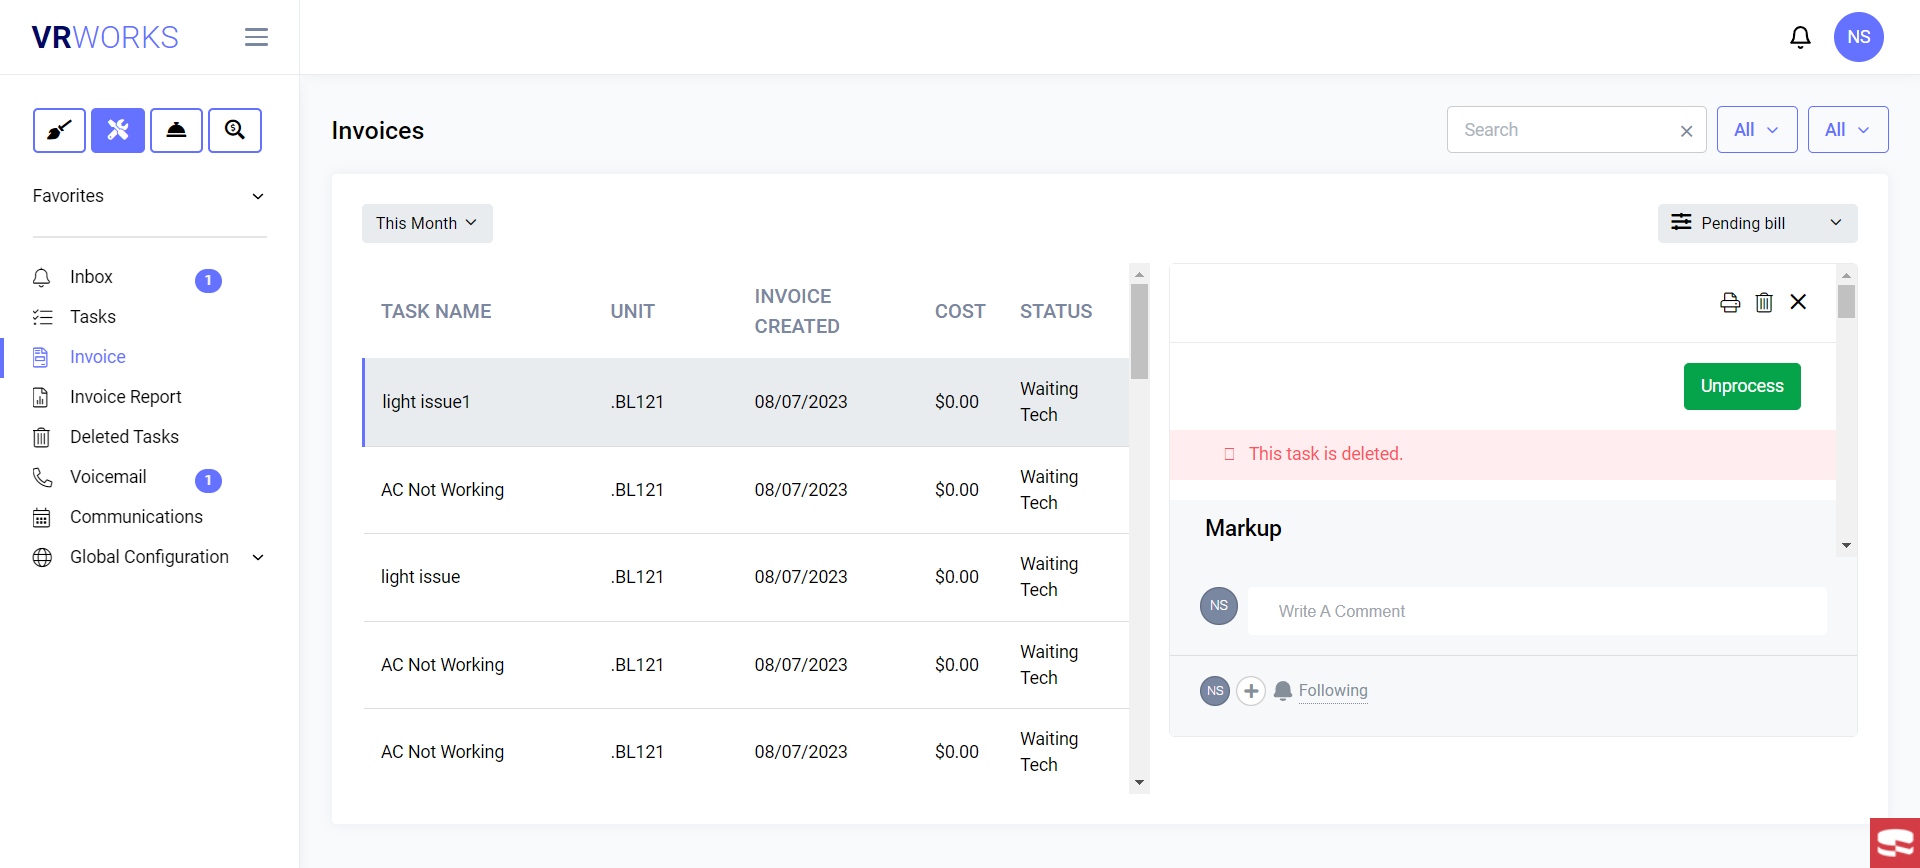 VRWORKS
NS
Favorites
Inbox
1
Tasks
Invoice
Invoice Report
Deleted Tasks
Voicemail
1
Communications
Global Configuration
Invoices
Search
All
All
This Month
Pending bill
TASK NAME
UNIT
INVOICE
CREATED
COST
STATUS
light issue1
.BL121
08/07/2023
$0.00
Waiting
Tech
AC Not Working
.BL121
08/07/2023
$0.00
Waiting
Tech
light issue
.BL121
08/07/2023
$0.00
Waiting
Tech
AC Not Working
.BL121
08/07/2023
$0.00
Waiting
Tech
AC Not Working
.BL121
08/07/2023
$0.00
Waiting
Tech
Unprocess
This task is deleted.
Markup
NS
Write A Comment
NS
Following